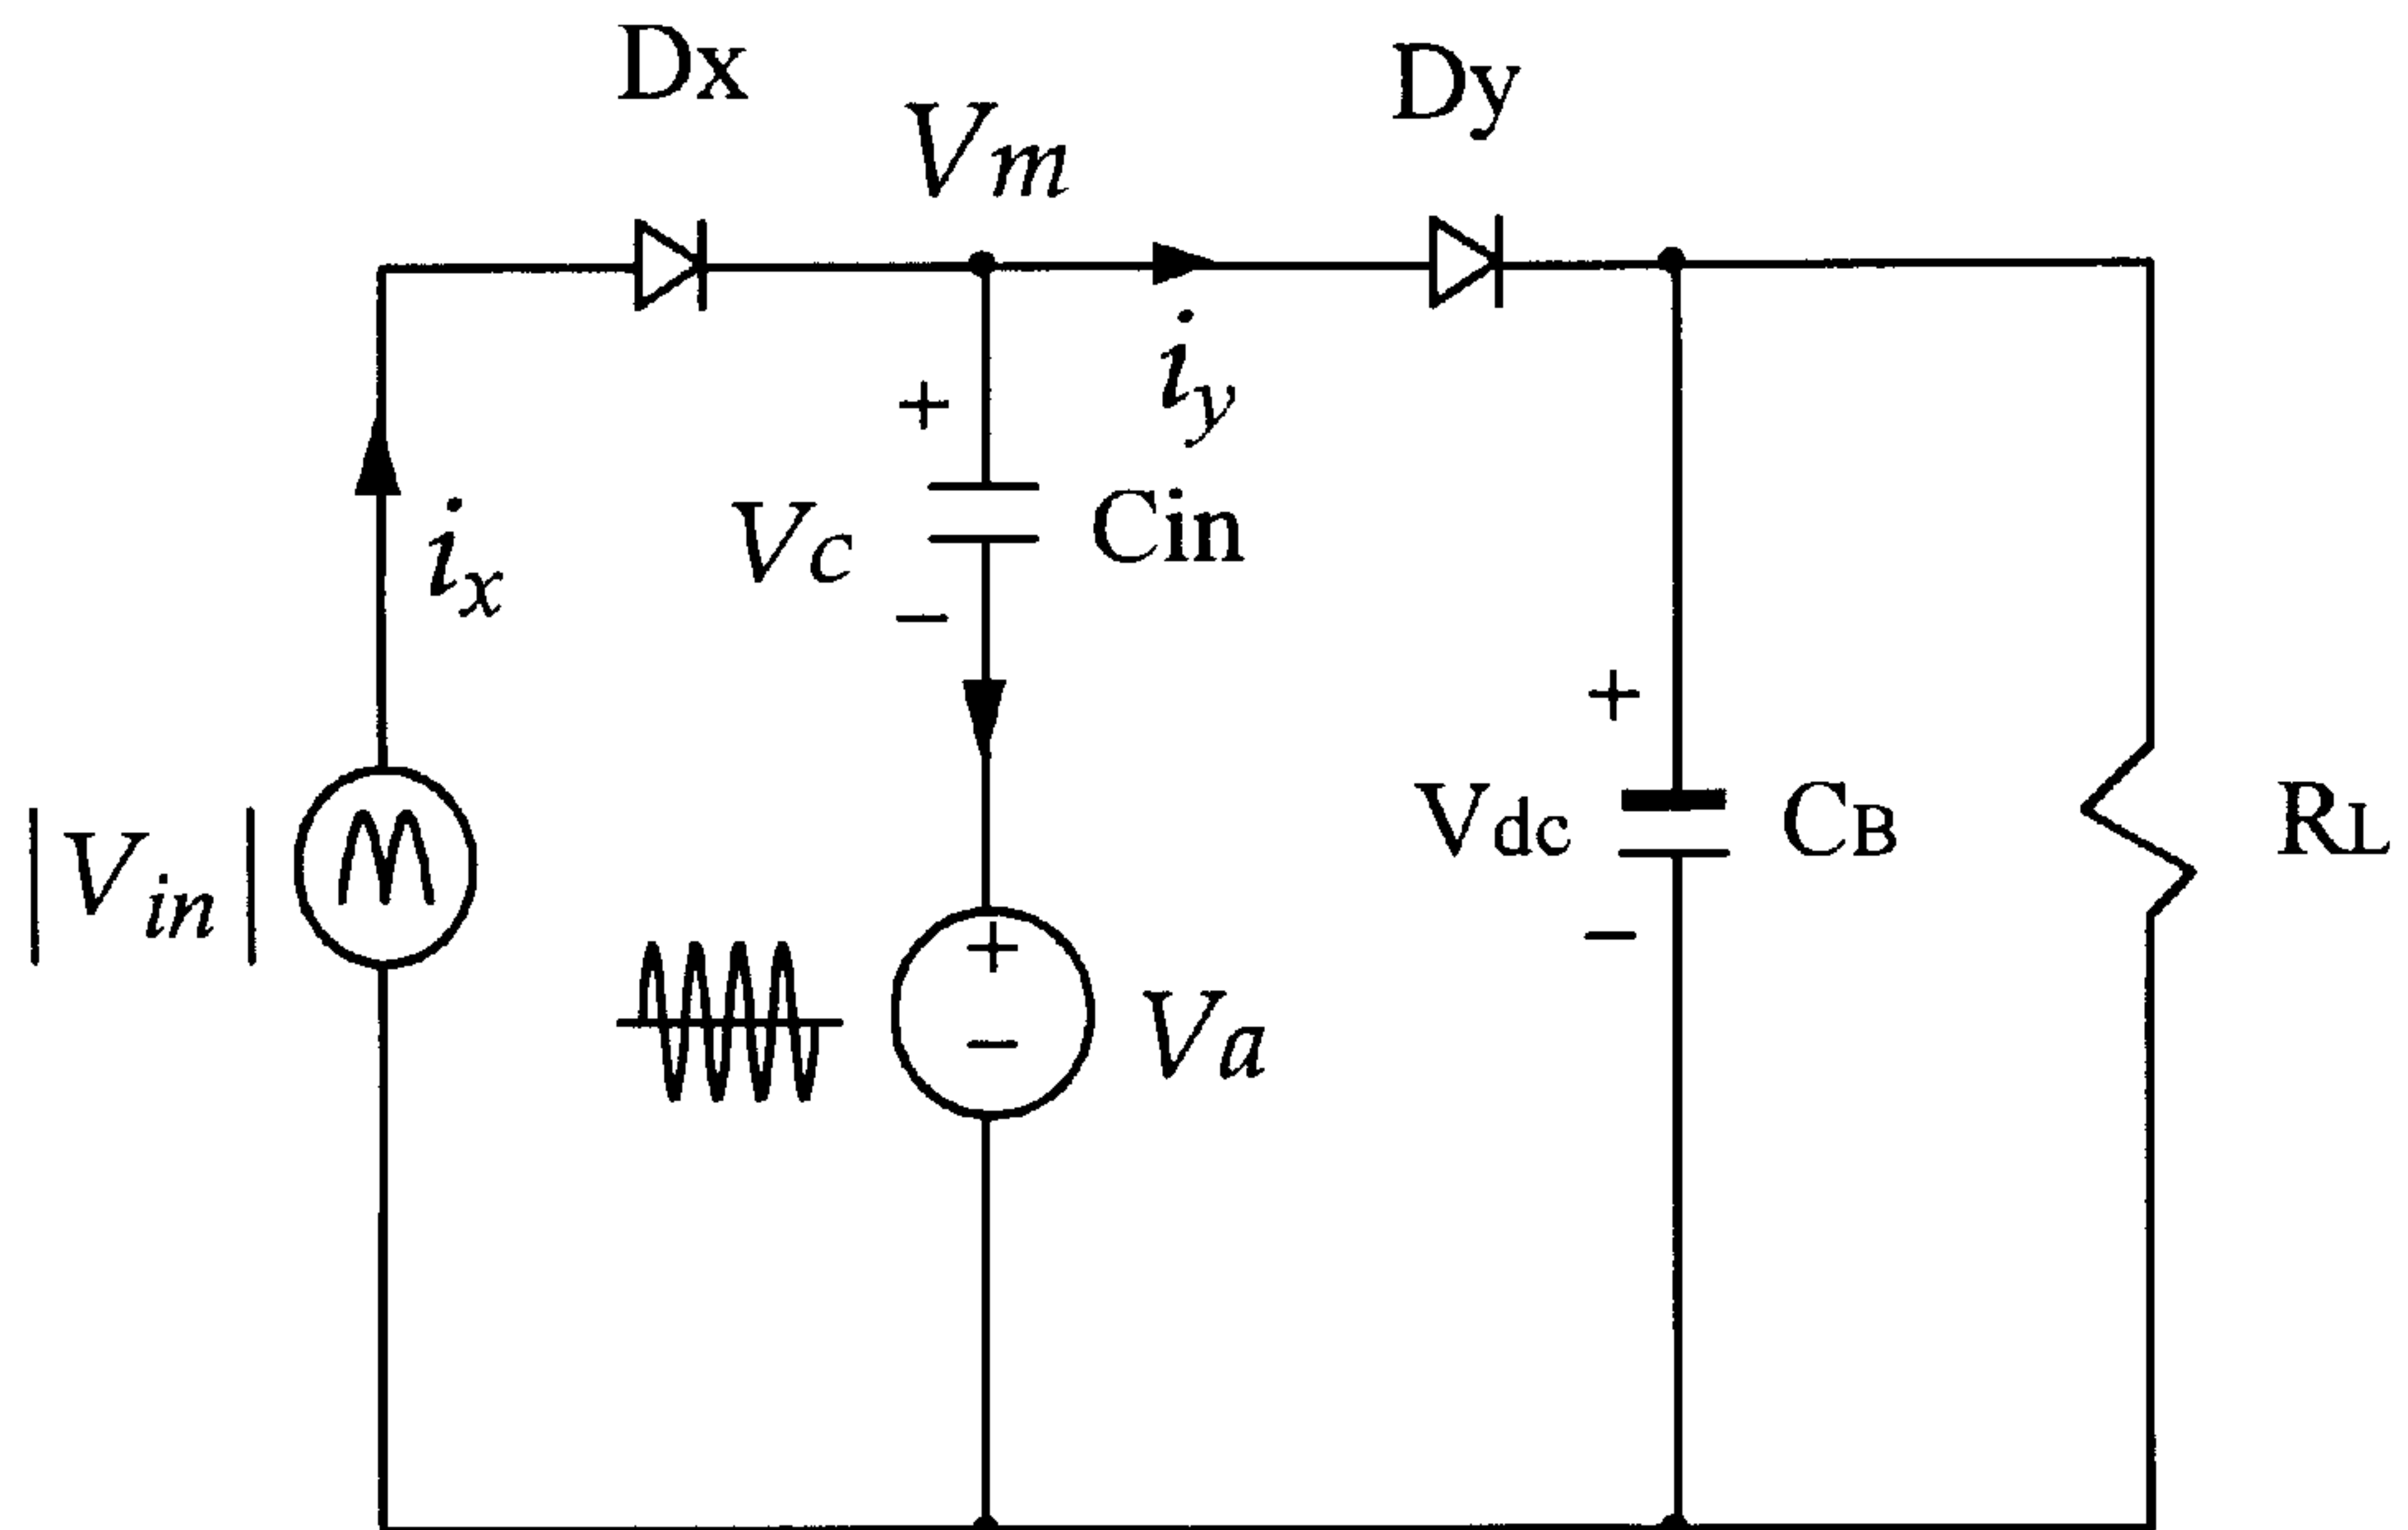 Dx
Dy
Vm
iy
+
Vc
Cin
−
ix
+
Vdc
CB
−
RL
|Vin|
+
−
Va